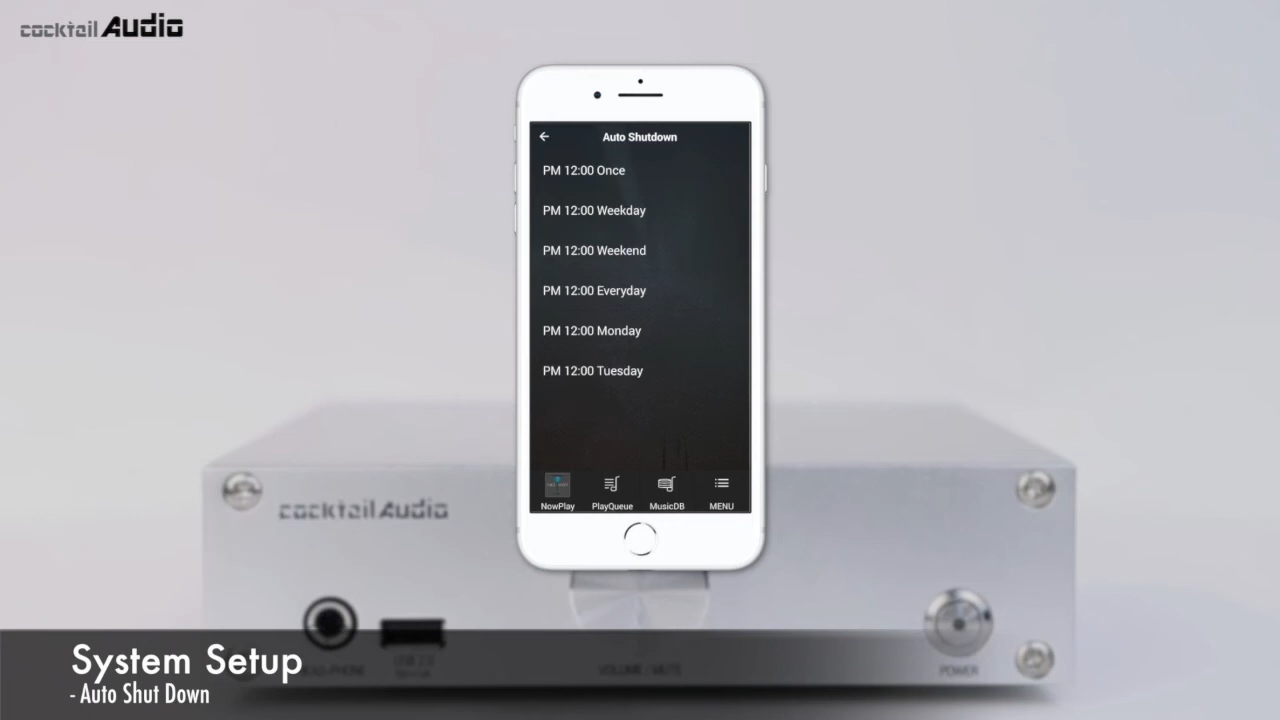 cocktail Audio
Auto Shutdown
PM 12:00 Once
PM 12:00 Weekday
PM 12:00 Weekend
PM 12:00 Everyday
PM 12:00 Monday
PM 12:00 Tuesday
NowPlay PlayQueue MusicDB MENU
cocktail Audio
VOLUME / MUTE
POWER
System Setup
- Auto Shut Down